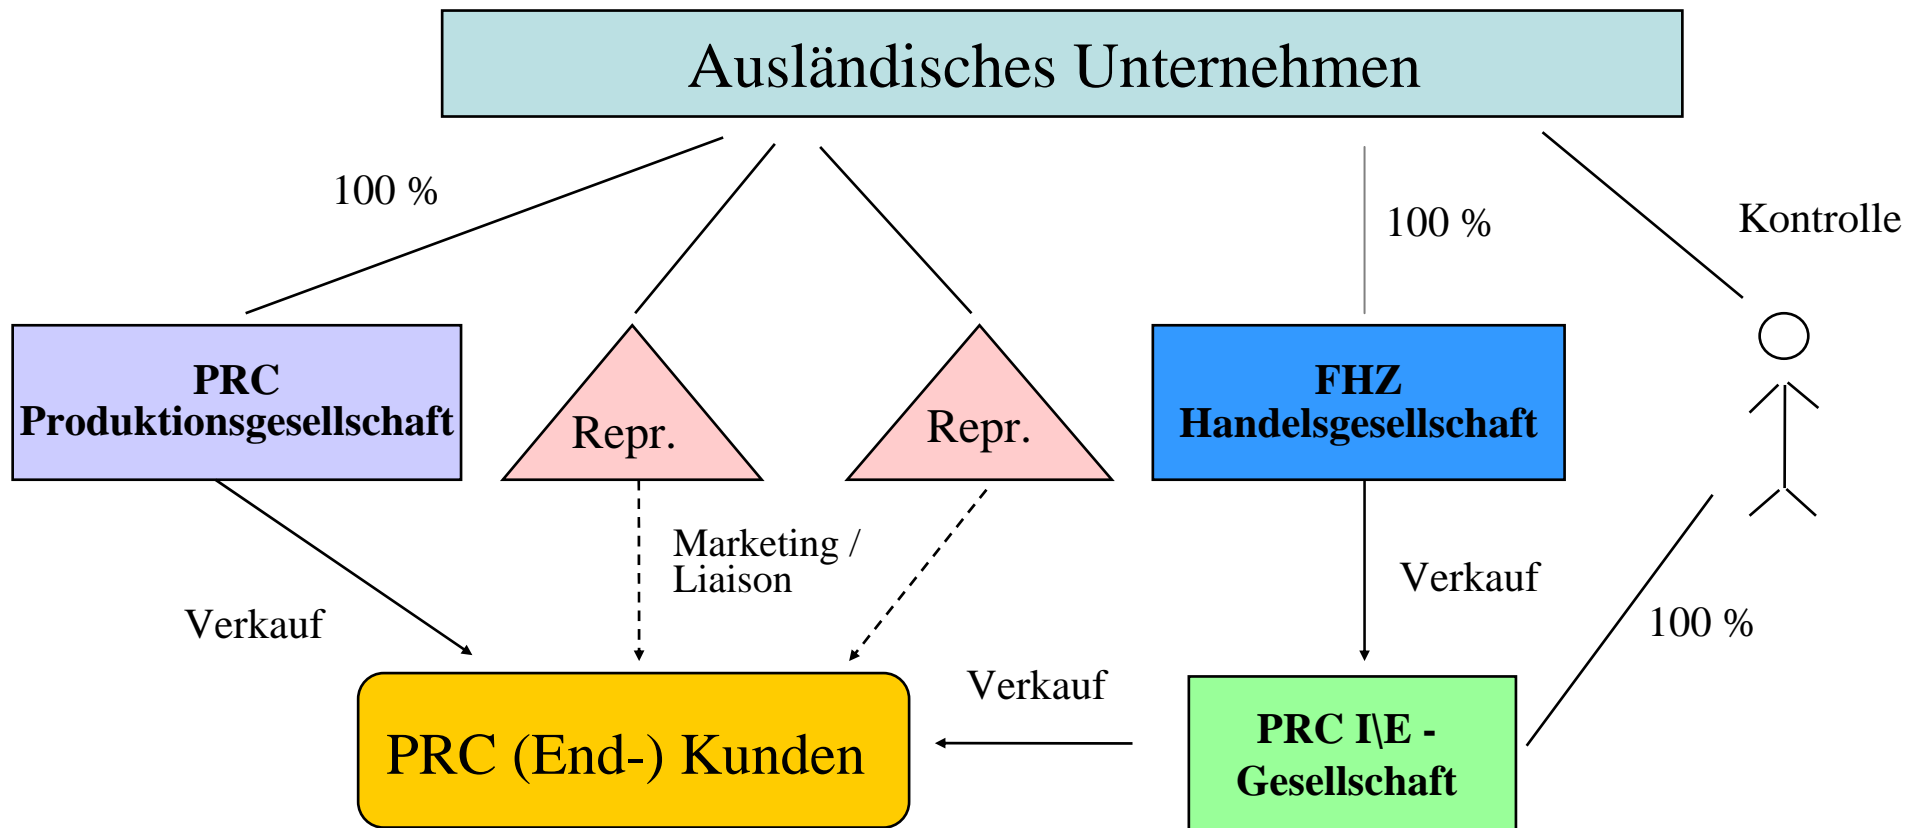 Ausländisches Unternehmen
100 %
100 %
Kontrolle
PRC
Produktionsgesellschaft
Repr.
Repr.
FHZ
Handelsgesellschaft
Marketing /
Liaison
Verkauf
Verkauf
100 %
Verkauf
PRC (End-) Kunden
PRC I\E -
Gesellschaft